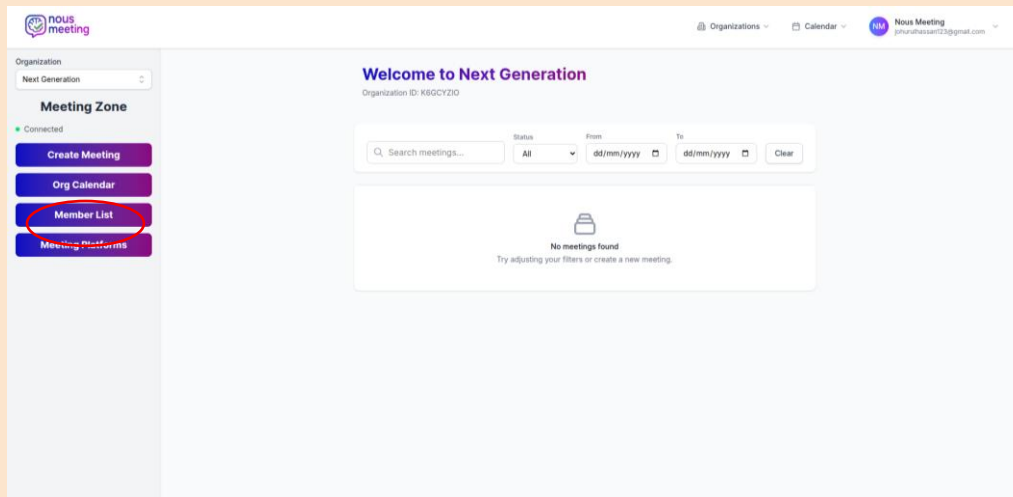 nous
meeting
Organizations
Calendar
NM
Nous Meeting
johurulhassan123@gmail.com
Organization
Next Generation
Meeting Zone
Connected
Create Meeting
Org Calendar
Member List
Meeting Platforms
Welcome to Next Generation
Organization ID: K6GCYZIO
Search meetings...
Status
All
From
dd/mm/yyyy
To
dd/mm/yyyy
Clear
No meetings found
Try adjusting your filters or create a new meeting.